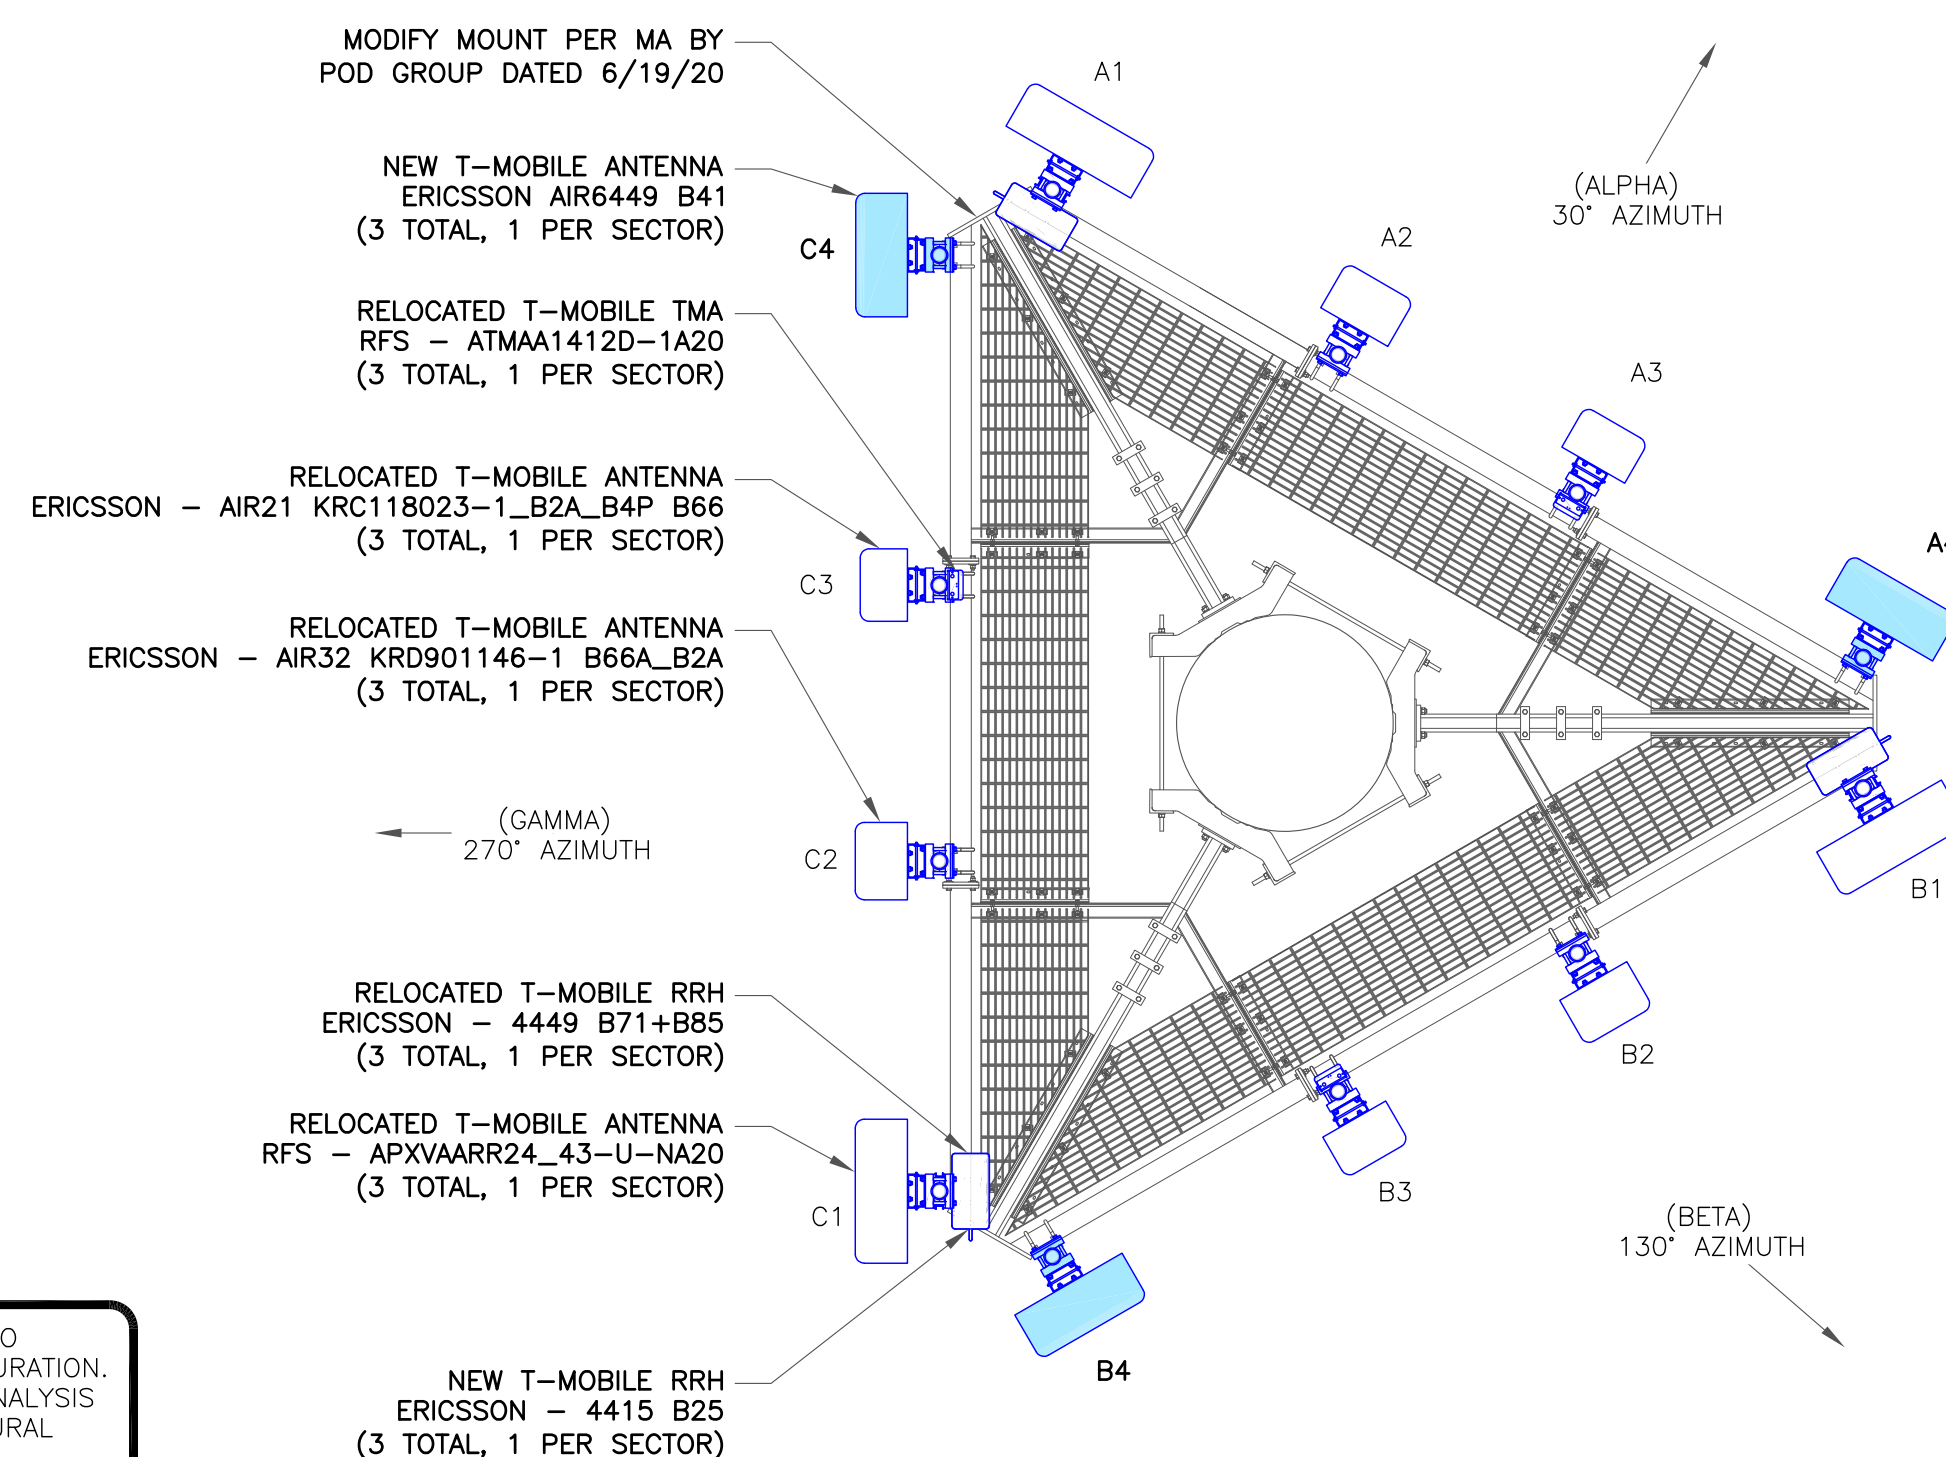 MODIFY MOUNT PER MA BY
POD GROUP DATED 6/19/20
NEW T-MOBILE ANTENNA
ERICSSON AIR6449 B41
(3 TOTAL, 1 PER SECTOR)
RELOCATED T-MOBILE TMA
RFS - ATMAA1412D-1A20
(3 TOTAL, 1 PER SECTOR)
RELOCATED T-MOBILE ANTENNA
ERICSSON - AIR21 KRC118023-1_B2A_B4P B66
(3 TOTAL, 1 PER SECTOR)
RELOCATED T-MOBILE ANTENNA
ERICSSON - AIR32 KRD901146-1 B66A_B2A
(3 TOTAL, 1 PER SECTOR)
(GAMMA)
270° AZIMUTH
RELOCATED T-MOBILE RRH
ERICSSON - 4449 B71+B85
(3 TOTAL, 1 PER SECTOR)
RELOCATED T-MOBILE ANTENNA
RFS - APXVAARR24_43-U-NA20
(3 TOTAL, 1 PER SECTOR)
NEW T-MOBILE RRH
ERICSSON - 4415 B25
(3 TOTAL, 1 PER SECTOR)
C4
C3
C2
C1
A1
A2
A3
(ALPHA)
30° AZIMUTH
B1
B2
B3
B4
(BETA)
130° AZIMUTH